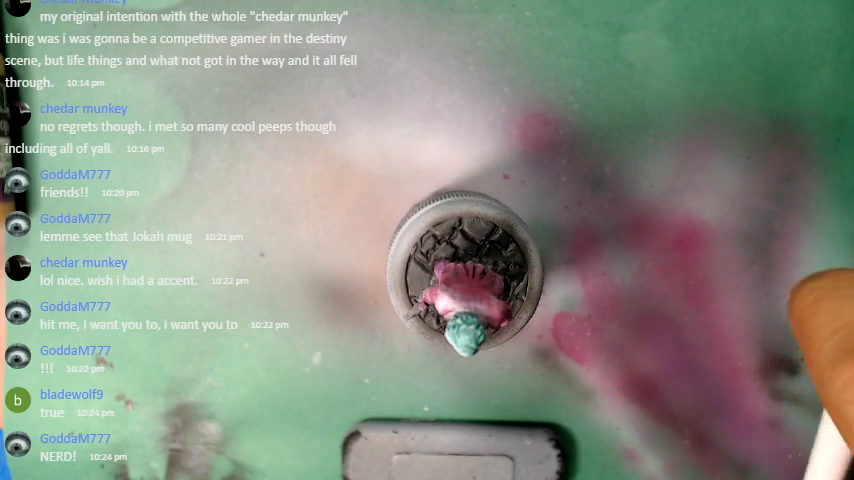 chedar munkey
my original intention with the whole "chedar munkey"
thing was i was gonna be a competitive gamer in the destiny
scene, but life things and what not got in the way and it all fell
through. 10:14 pm
chedar munkey
no regrets though. i met so many cool peeps though
including all of yall. 10:16 pm
GoddaM777
friends!! 10:20 pm
GoddaM777
lemme see that Jokah mug 10:21 pm
chedar munkey
lol nice. wish i had a accent. 10:22 pm
GoddaM777
hit me, I want you to, i want you to 10:22 pm
GoddaM777
!!! 10:22 pm
b
bladewolf9
true 10:24 pm
GoddaM777
NERD! 10:24 pm